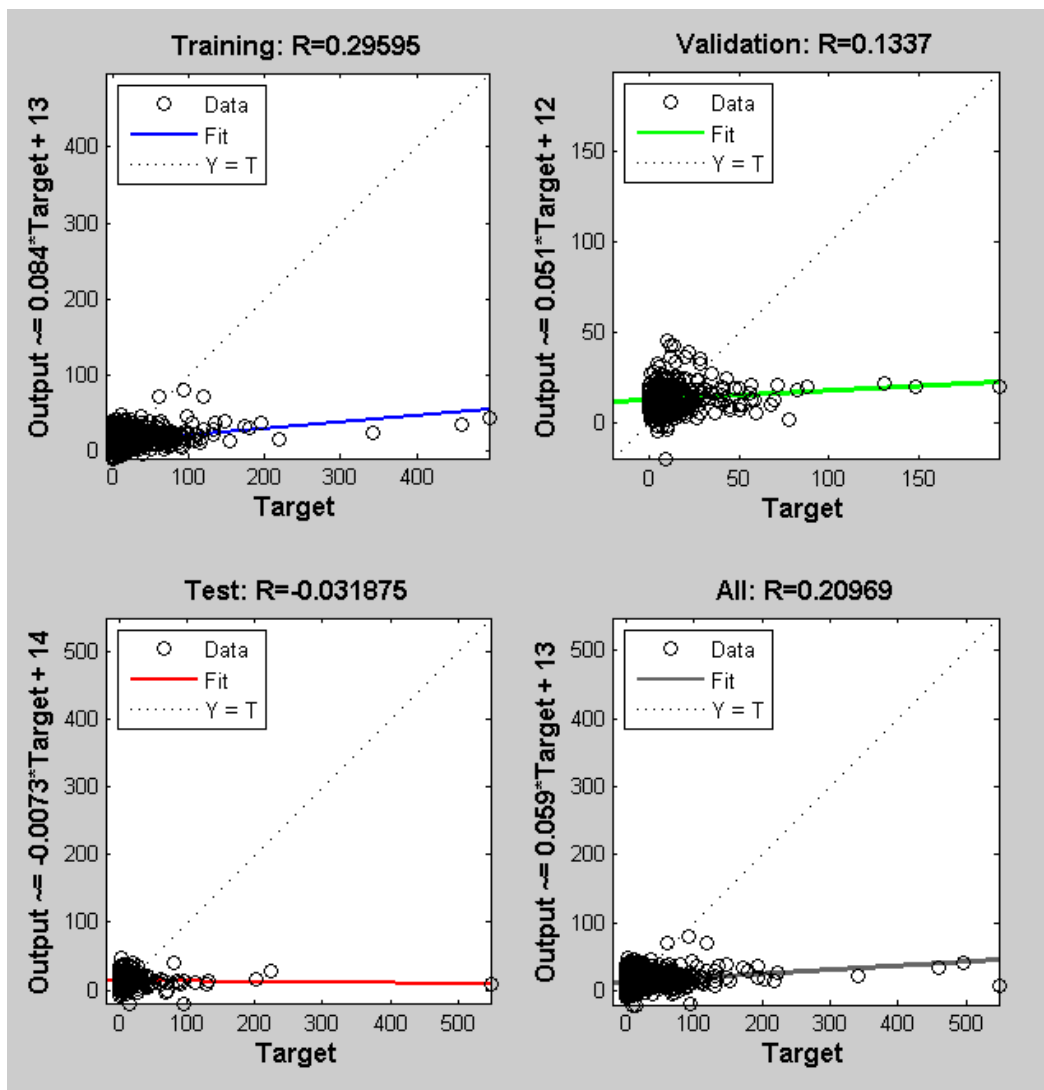 Training: R=0.29595
Output ~= 0.084*Target + 13
400
300
200
100
0
Data
Fit
Y = T
0 100 200 300 400
Target
Validation: R=0.1337
Output ~= 0.051*Target + 12
150
100
50
0
Data
Fit
Y = T
0 50 100 150
Target
Test: R=-0.031875
Output ~= -0.0073*Target + 14
500
400
300
200
100
0
Data
Fit
Y = T
0 100 200 300 400 500
Target
All: R=0.20969
Output ~= 0.059*Target + 13
500
400
300
200
100
0
Data
Fit
Y = T
0 100 200 300 400 500
Target